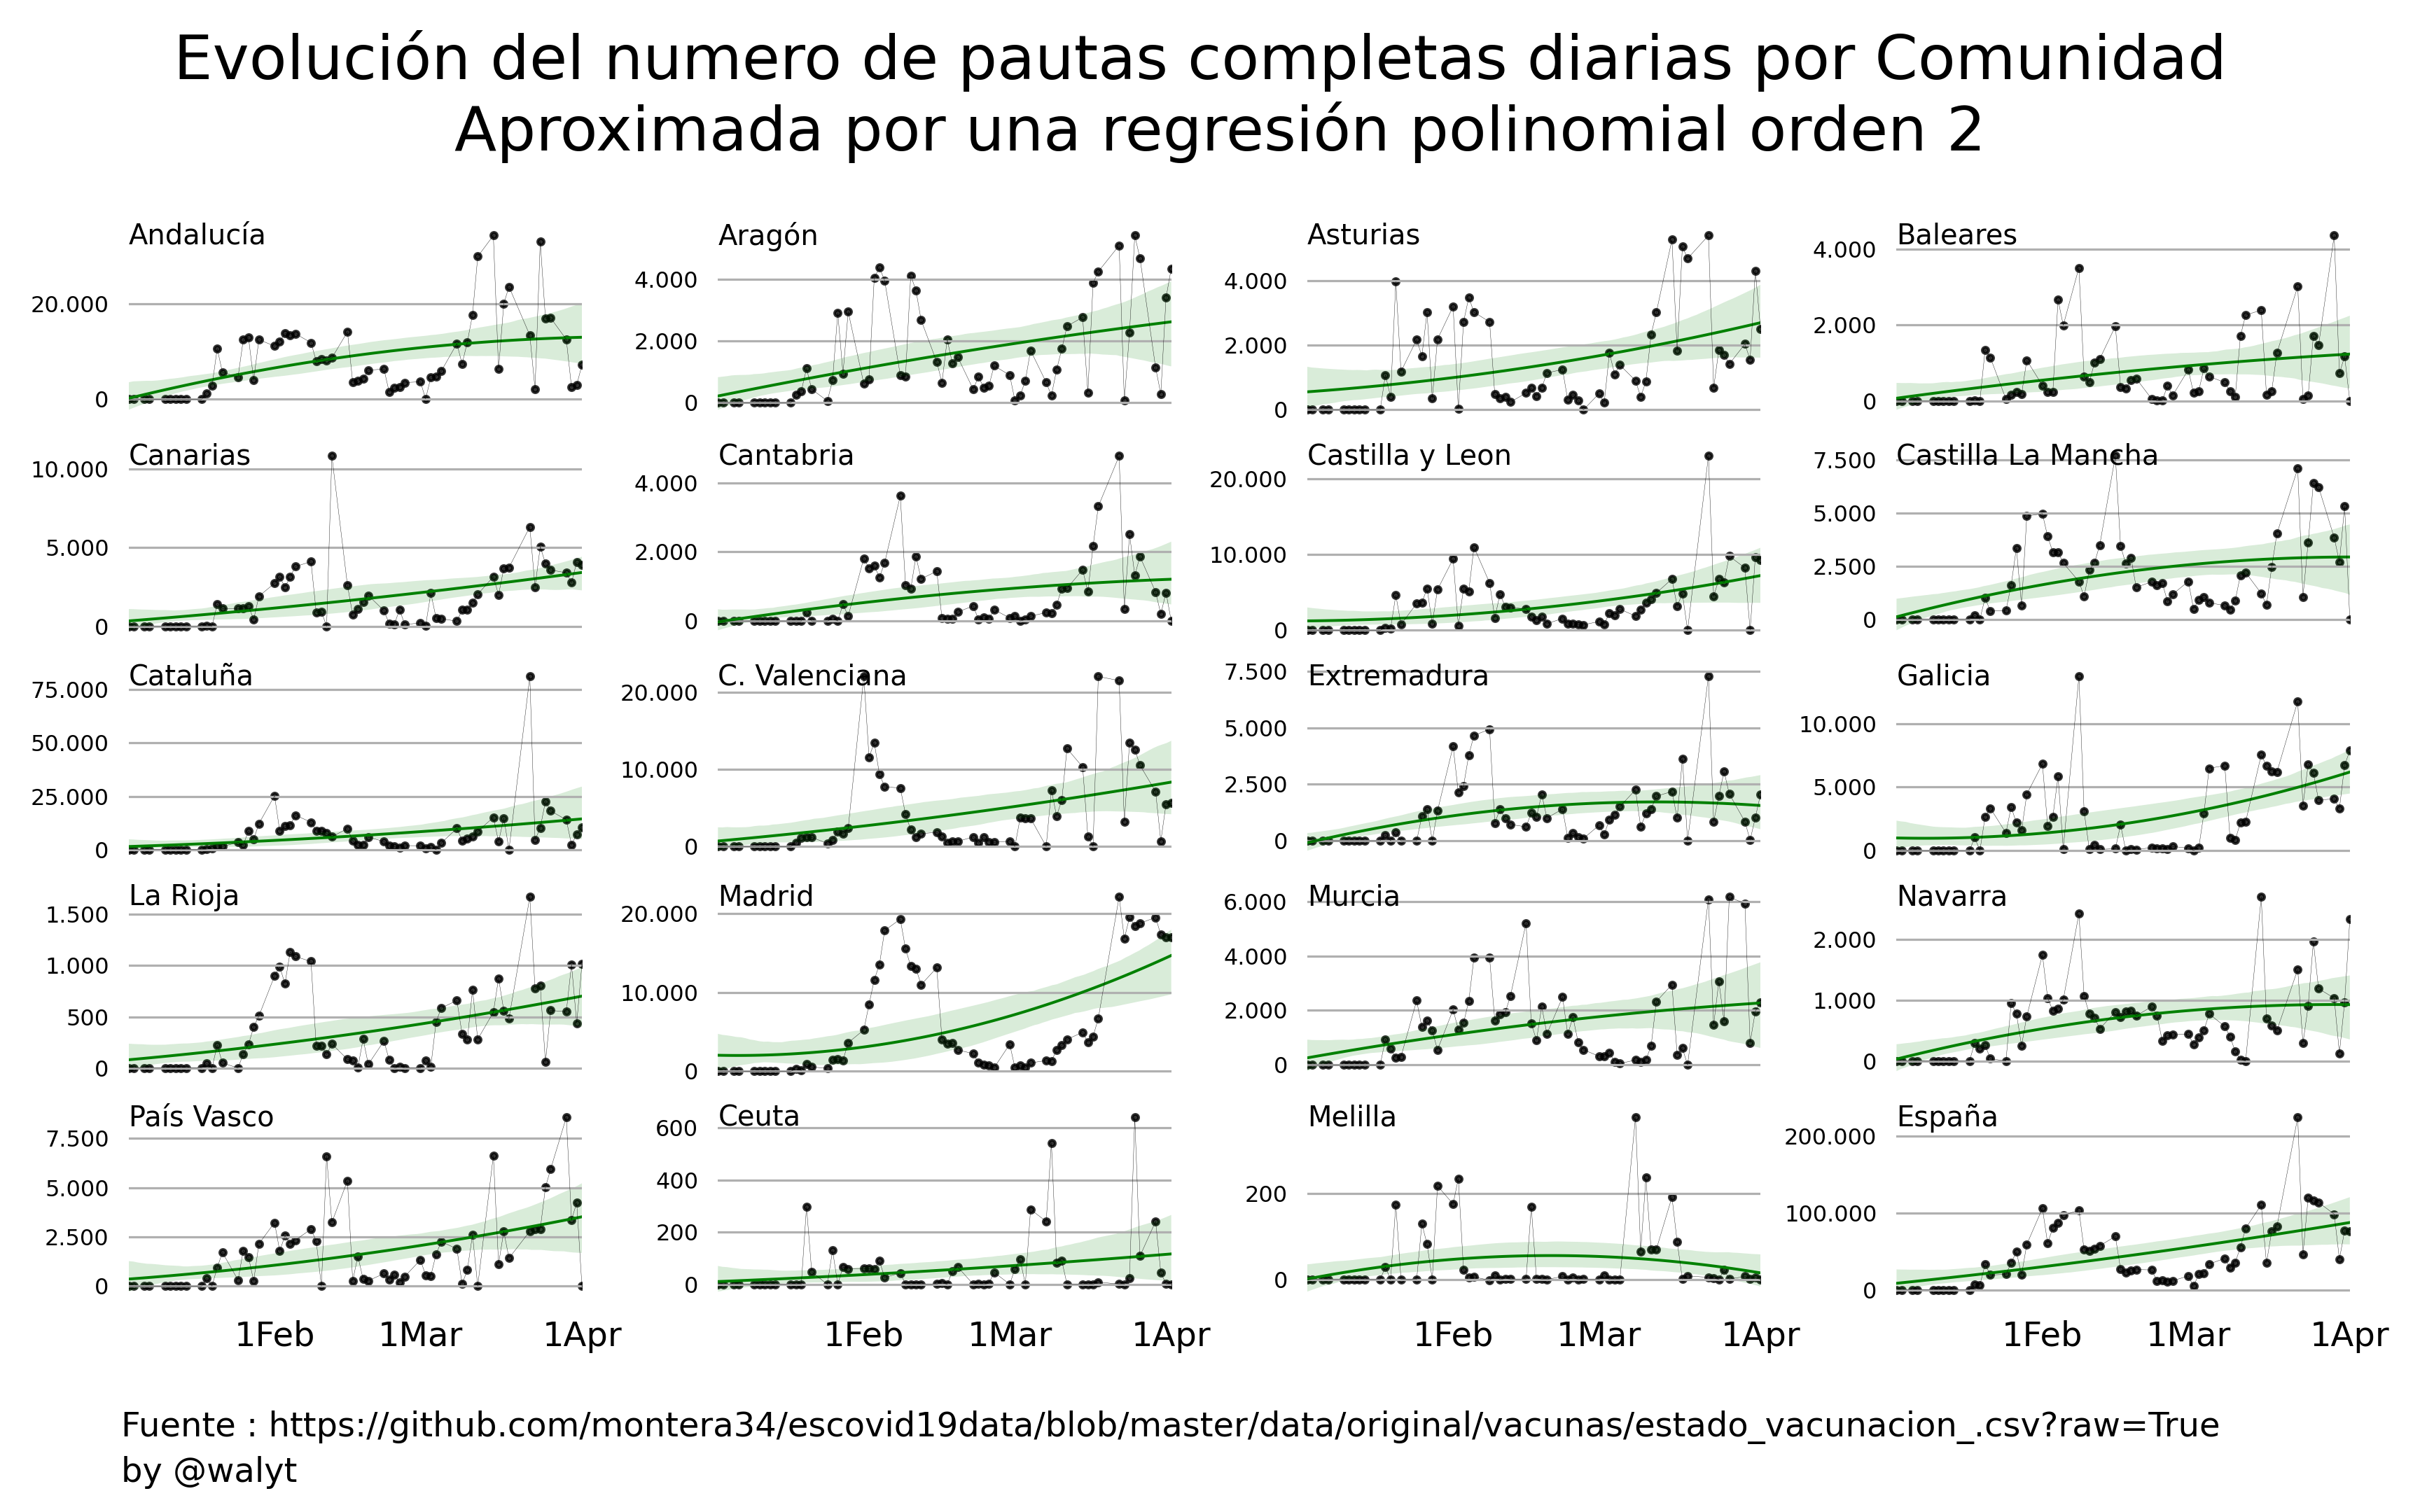 Evolución del numero de pautas completas diarias por Comunidad
Aproximada por una regresión polinomial orden 2
Andalucía
20.000
0
Aragón
4.000
2.000
0
Asturias
4.000
2.000
0
Baleares
4.000
2.000
0
Canarias
10.000
5.000
0
Cantabria
4.000
2.000
0
Castilla y Leon
20.000
10.000
0
Castilla La Mancha
7.500
5.000
2.500
0
Cataluña
75.000
50.000
25.000
0
C. Valenciana
20.000
10.000
0
Extremadura
7.500
5.000
2.500
0
Galicia
10.000
5.000
0
La Rioja
1.500
1.000
500
0
Madrid
20.000
10.000
0
Murcia
6.000
4.000
2.000
0
Navarra
2.000
1.000
0
País Vasco
7.500
5.000
2.500
0
Ceuta
600
400
200
0
Melilla
200
0
España
200.000
100.000
0
1Feb 1Mar 1Apr
1Feb 1Mar 1Apr
1Feb 1Mar 1Apr
1Feb 1Mar 1Apr
Fuente : https://github.com/montera34/escovid19data/blob/master/data/original/vacunas/estado_vacunacion_.csv?raw=True
by @walyt